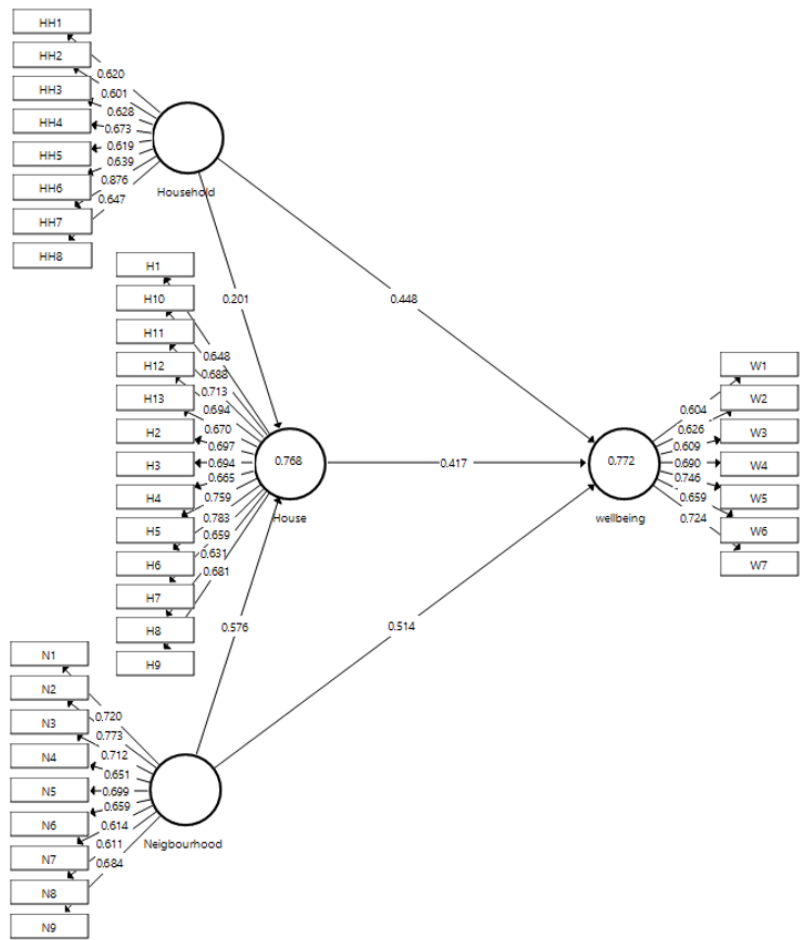 HH1
HH2
HH3
HH4
HH5
HH6
HH7
HH8
0.620
0.601
0.628
0.673
0.619
0.639
0.876
0.647
Household
0.201
0.448
H1
H10
H11
H12
H13
H2
H3
H4
H5
H6
H7
H8
H9
0.648
0.688
0.713
0.694
0.670
0.697
0.694
0.665
0.759
0.783
0.659
0.631
0.681
0.768
House
0.417
0.772
wellbeing
0.604
0.626
0.609
0.690
0.746
0.659
0.724
W1
W2
W3
W4
W5
W6
W7
0.576
0.514
N1
N2
N3
N4
N5
N6
N7
N8
N9
0.720
0.773
0.712
0.651
0.699
0.659
0.614
0.611
0.684
Neigbourhood